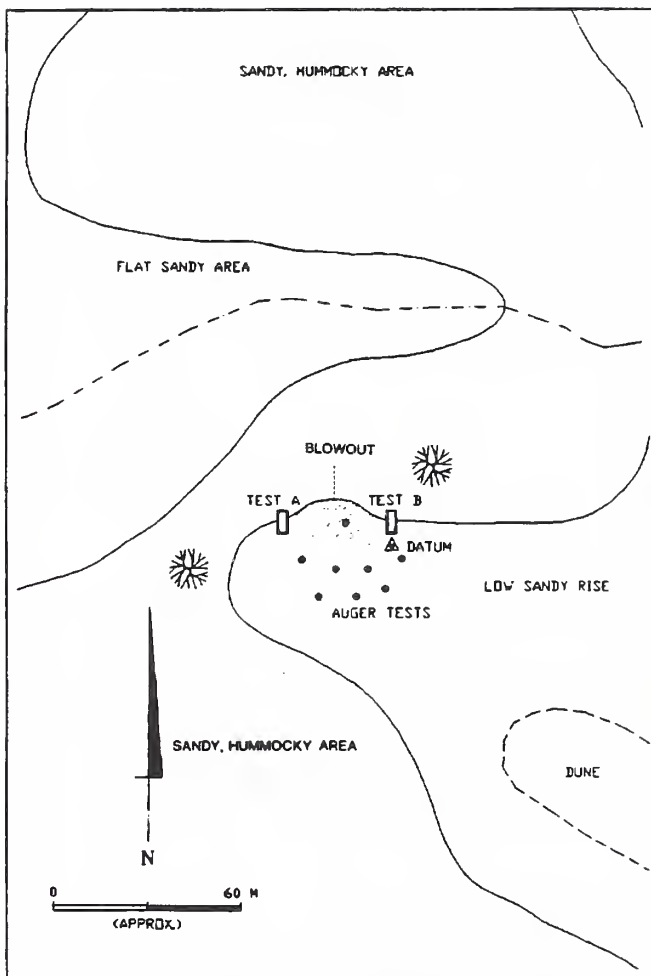 SANDY, HUMMOCKY AREA
FLAT SANDY AREA
BLOWOUT
TEST A
TEST B
DATUM
LOW SANDY RISE
AUGER TESTS
SANDY, HUMMOCKY AREA
DUNE
N
0 60 M
(APPROX.)